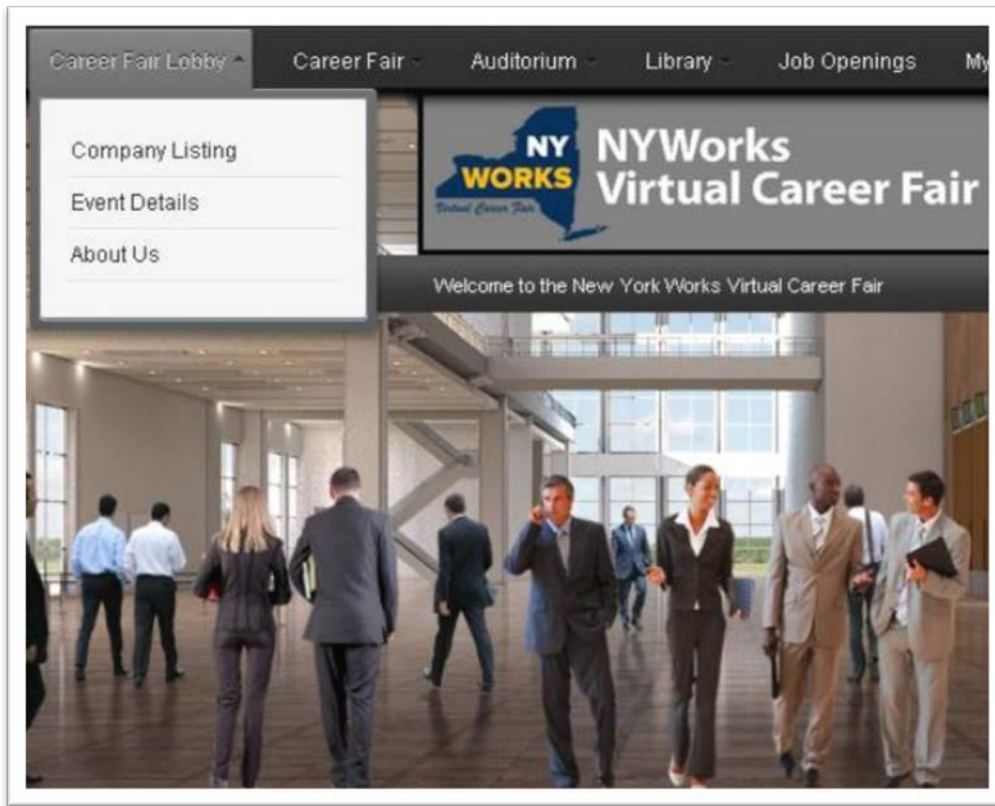 Career Fair Lobby Career Fair Auditorium Library Job Openings My
Company Listing
Event Details
About Us
NY
WORKS
Virtual Career Fair
NYWorks
Virtual Career Fair
Welcome to the New York Works Virtual Career Fair